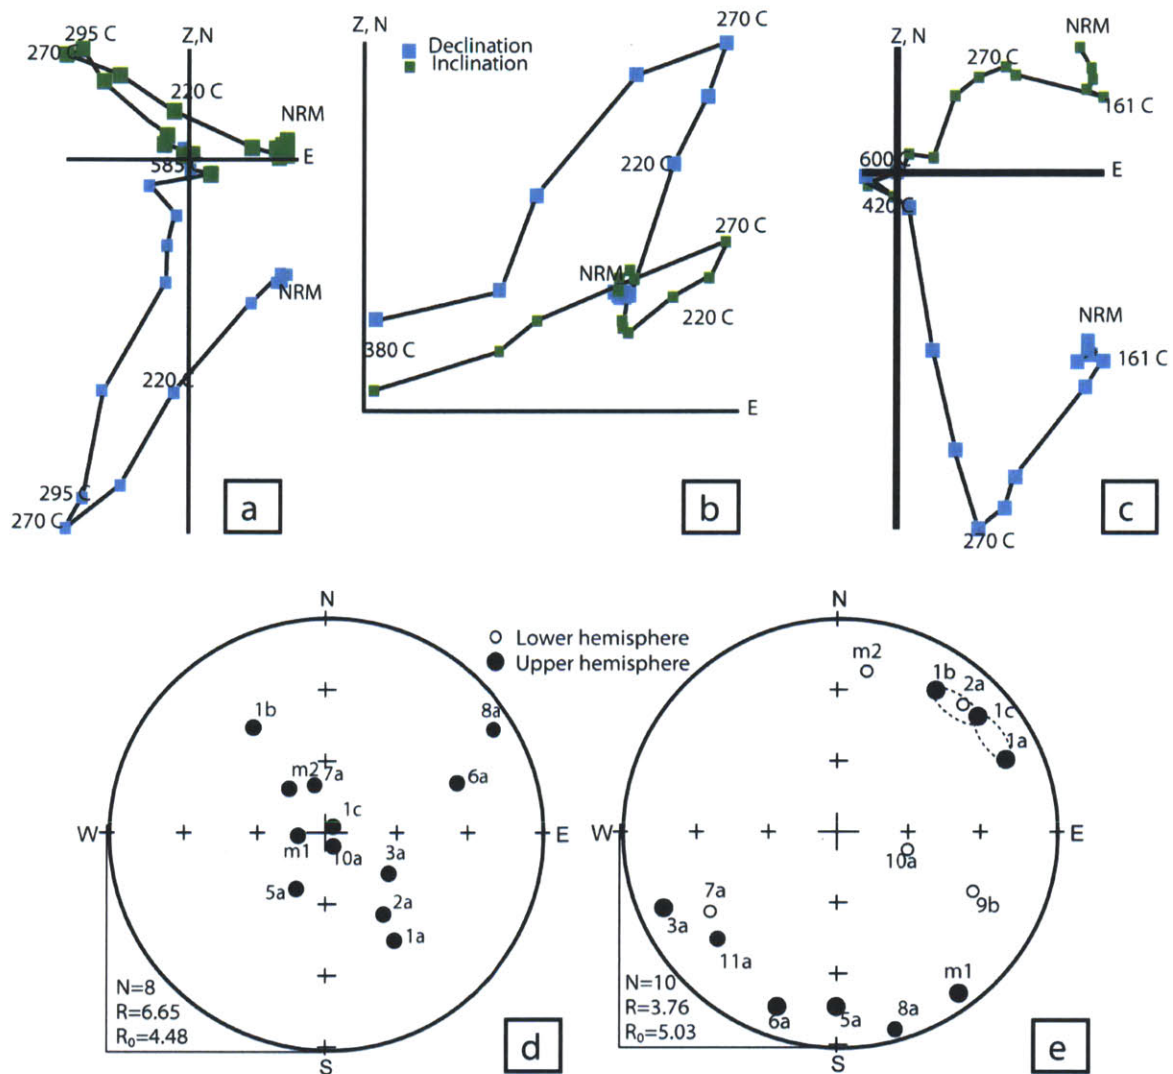 295 C
Z, N
270 C
220 C
NRM
E
585 C
NRM
220 C
295 C
270 C
a
Z, N
Declination
Inclination
270 C
220 C
270 C
NRM
220 C
380 C
E
b
Z, N
NRM
270 C
161 C
600 C
E
420 C
NRM
161 C
270 C
c
N
1b
8a
m2
7a
6a
1c
W
E
m1
10a
3a
5a
2a
1a
N=8
R=6.65
R₀=4.48
S
d
Lower hemisphere
Upper hemisphere
N
m2
1b
2a
1c
1a
W
E
10a
7a
9b
3a
11a
m1
6a
5a
8a
N=10
R=3.76
R₀=5.03
S
e